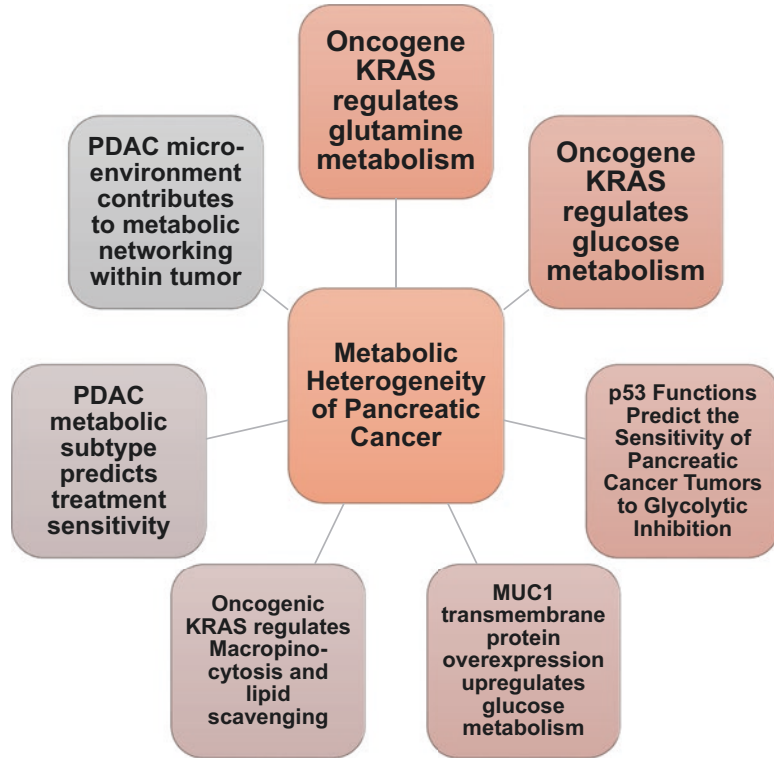 Oncogene
KRAS
regulates
glutamine
metabolism
Oncogene
KRAS
regulates
glucose
metabolism
p53 Functions
Predict the
Sensitivity of
Pancreatic
Cancer Tumors
to Glycolytic
Inhibition
MUC1
transmembrane
protein
overexpression
upregulates
glucose
metabolism
Oncogenic
KRAS regulates
Macropino-
cytosis and
lipid
scavenging
PDAC
metabolic
subtype
predicts
treatment
sensitivity
PDAC micro-
environment
contributes
to metabolic
networking
within tumor
Metabolic
Heterogeneity
of Pancreatic
Cancer